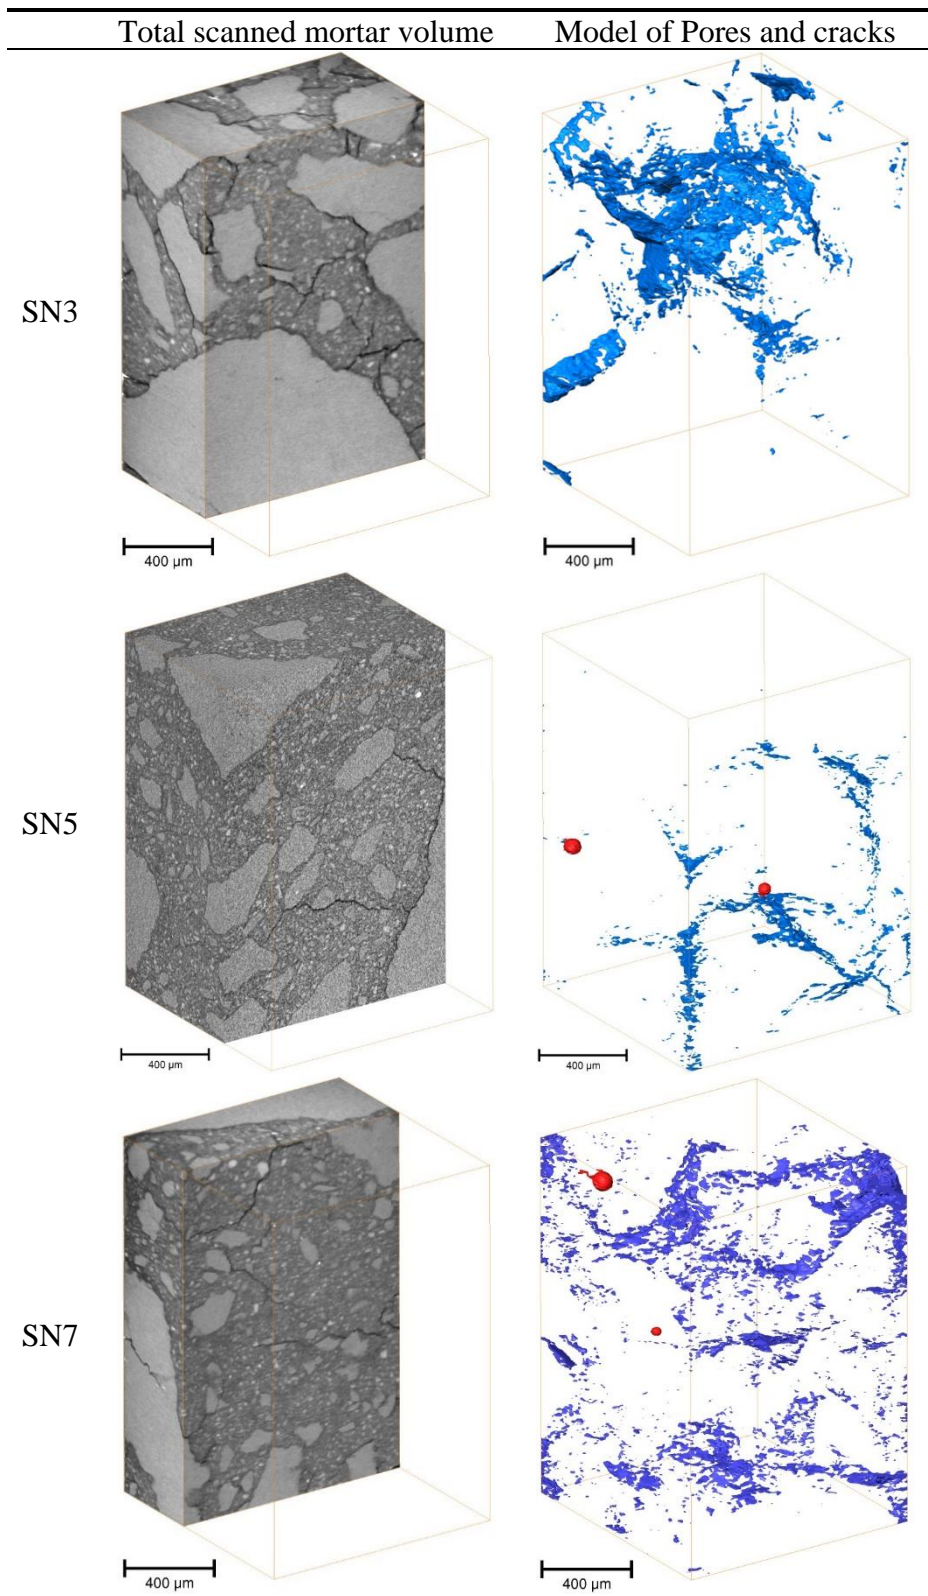 Total scanned mortar volume Model of Pores and cracks
SN3
400 µm 400 µm
SN5
400 µm 400 µm
SN7
400 µm 400 µm